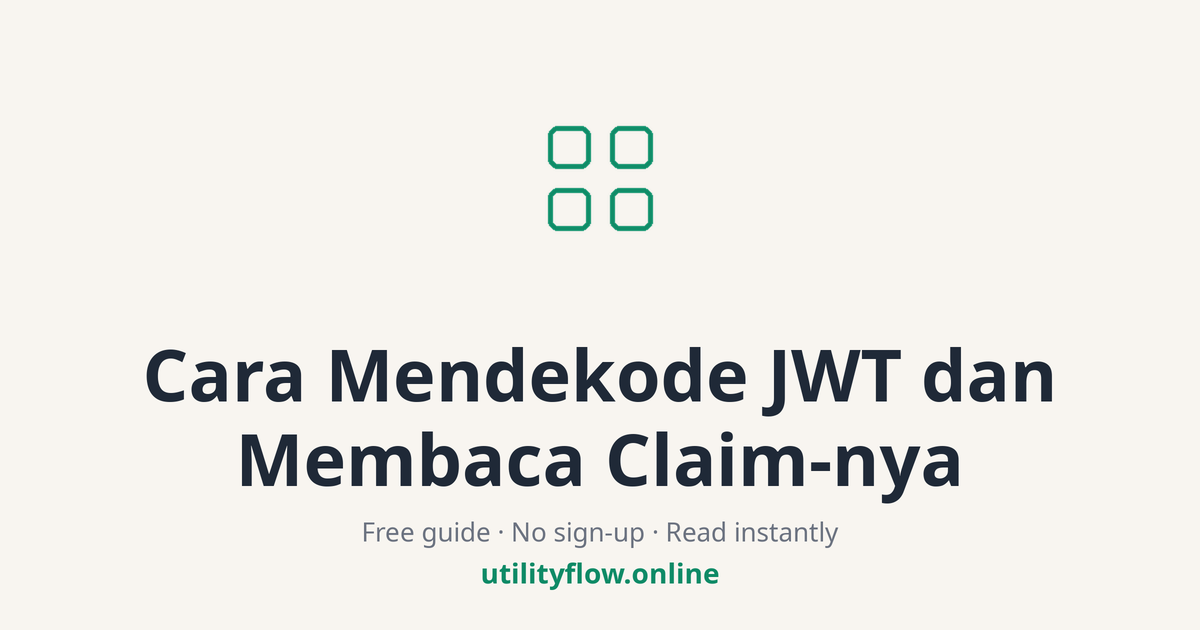 Cara Mendekode JWT dan
Membaca Claim-nya
Free guide · No sign-up · Read instantly
utilityflow.online